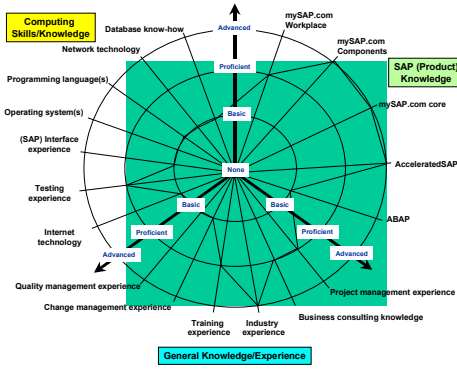 Computing
Skills/Knowledge
Database know-how
Advanced
mySAP.com
Workplace
Network technology
mySAP.com
Components
Proficient
SAP (Product)
Knowledge
Programming language(s)
mySAP.com core
Operating system(s)
Basic
(SAP) Interface
experience
None
AcceleratedSAP
Testing
experience
Basic
Basic
ABAP
Internet
technology
Proficient
Proficient
Advanced
Advanced
Quality management experience
Project management experience
Change management experience
Business consulting knowledge
Training
experience
Industry
experience
General Knowledge/Experience